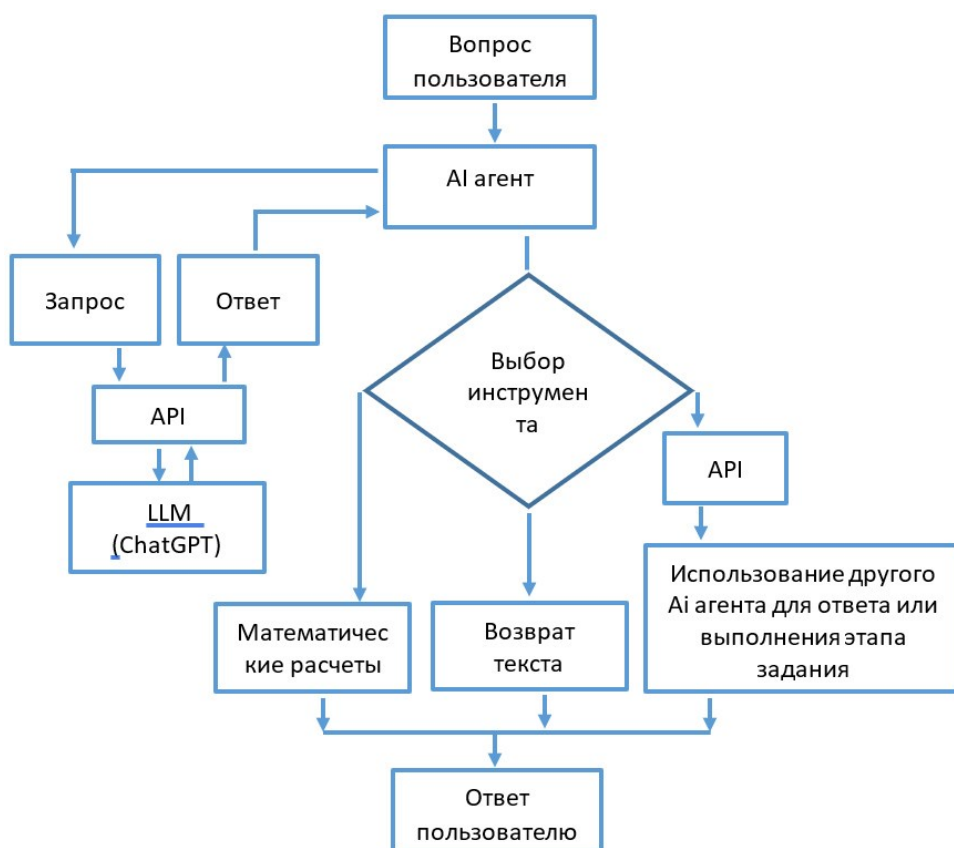 Вопрос
пользователя
AI агент
Запрос
Ответ
API
LLM
(ChatGPT)
Выбор
инструмен
та
API
Математичес
кие расчеты
Возврат
текста
Использование другого
Ai агента для ответа или
выполнения этапа
задания
Ответ
пользователю